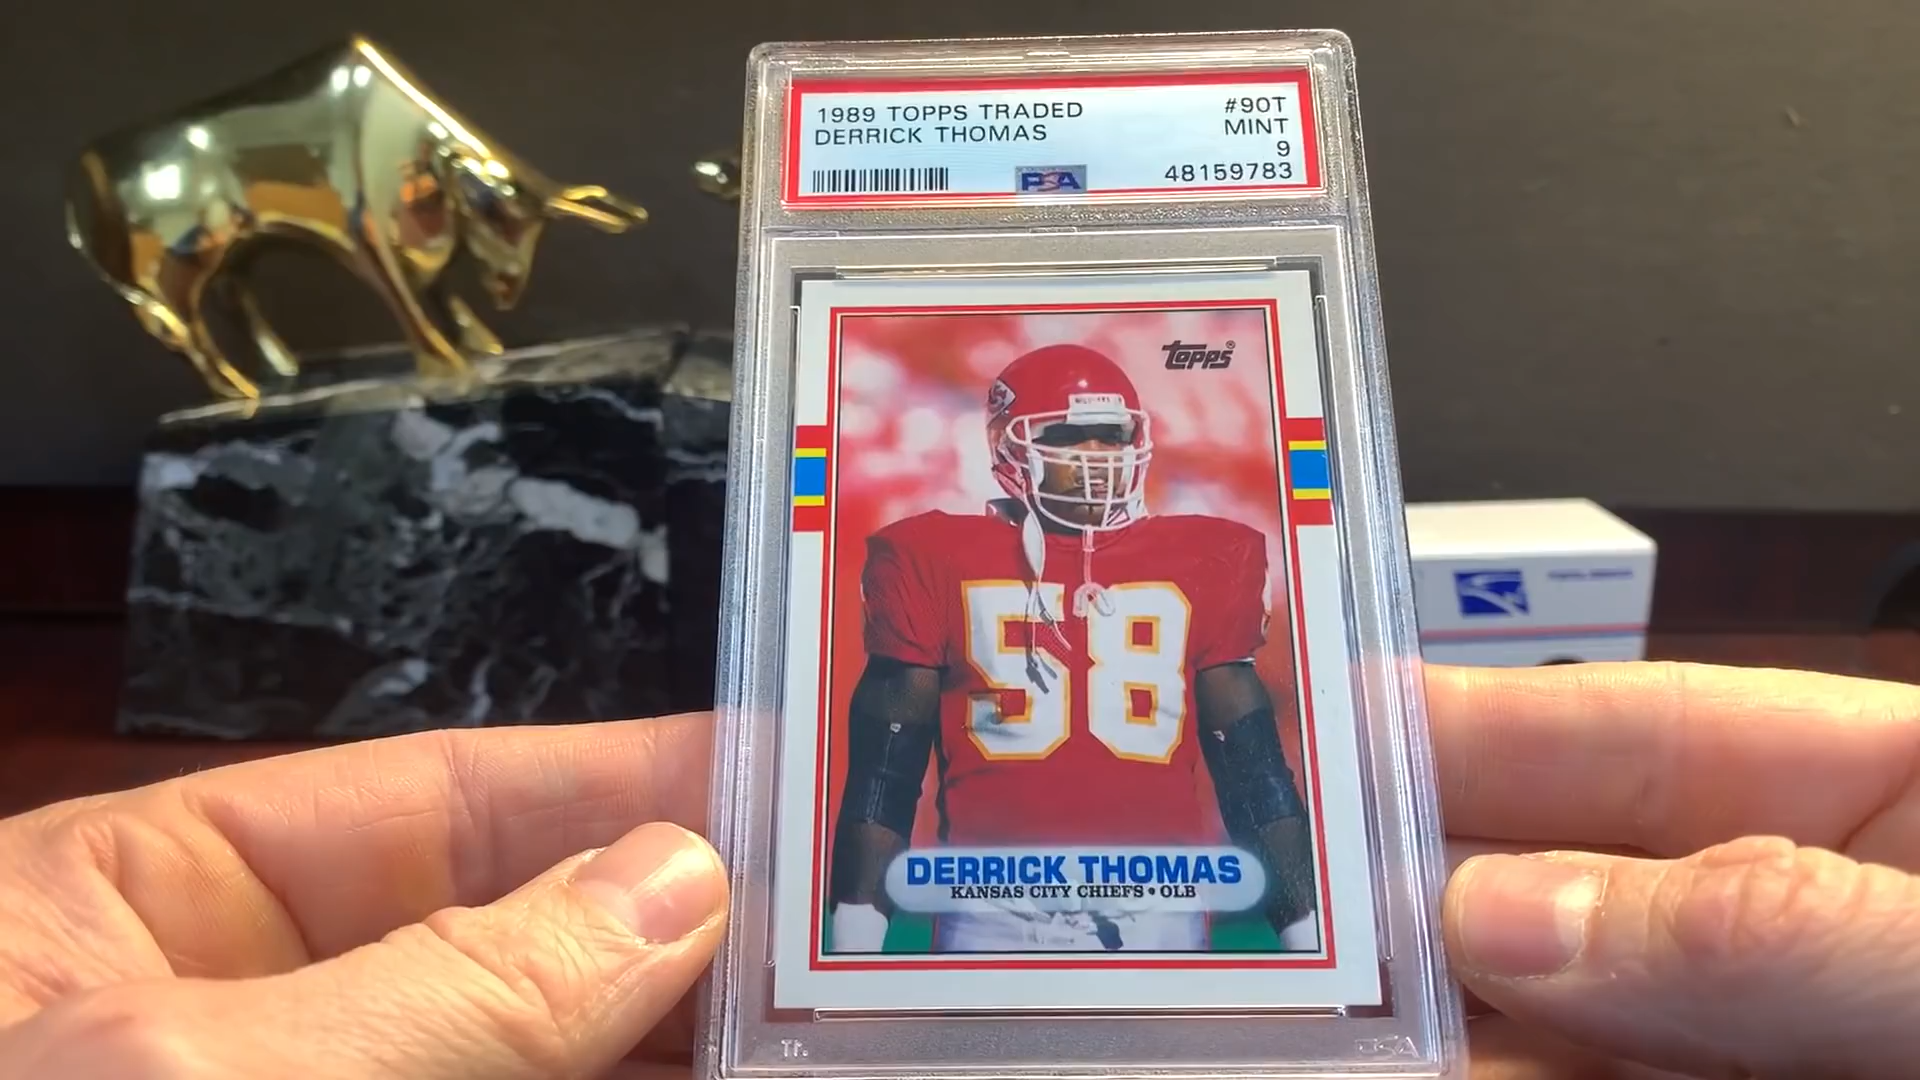 1989 TOPPS TRADED
DERRICK THOMAS
#90T
MINT
9
48159783
PSA
topps®
58
DERRICK THOMAS
KANSAS CITY CHIEFS • OLB